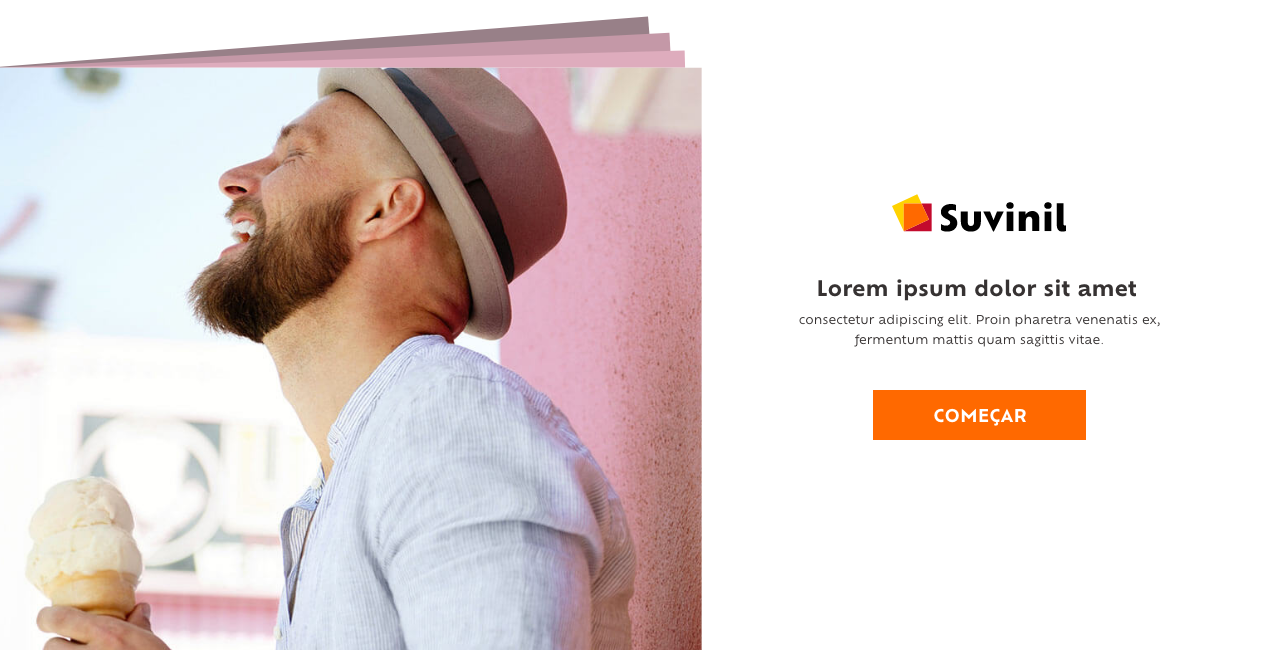 Suvinil
Lorem ipsum dolor sit amet
consectetur adipiscing elit. Proin pharetra venenatis ex,
fermentum mattis quam sagittis vitae.
COMEÇAR